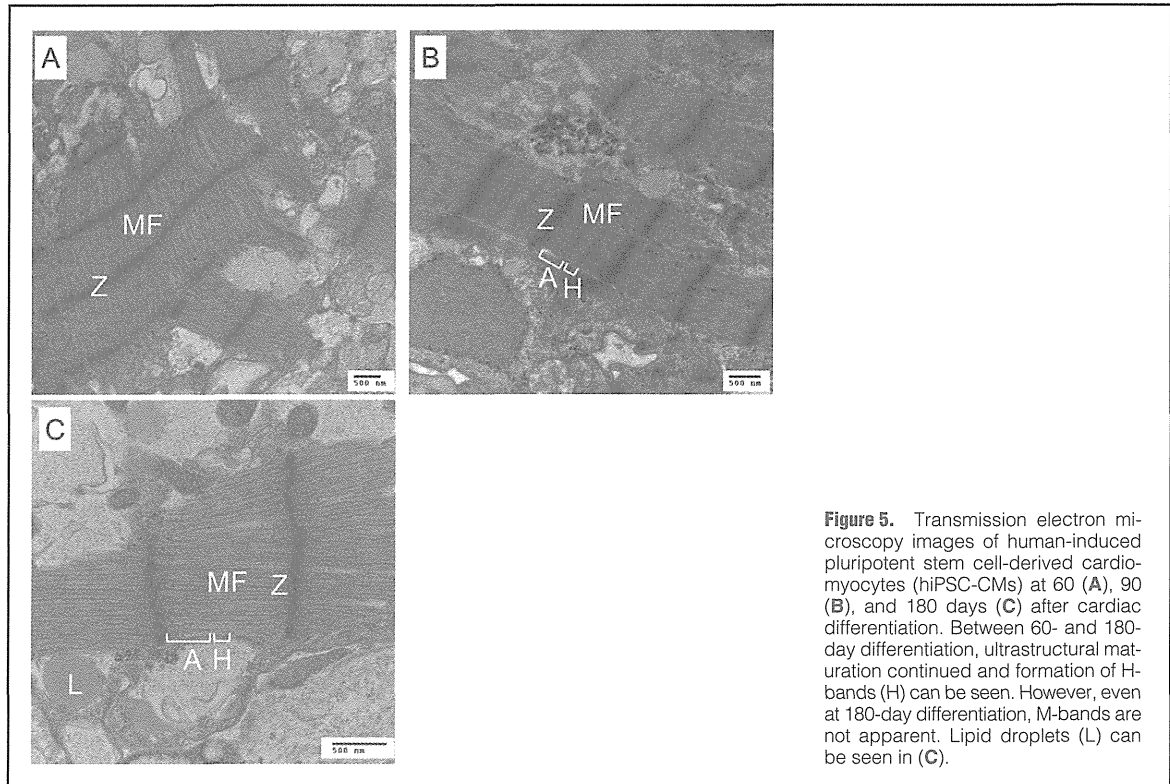 A
MF
Z
500 nm
B
Z
MF
A
H
500 nm
C
MF
Z
A
H
L
500 nm
Figure 5. Transmission electron mi-
croscopy images of human-induced
pluripotent stem cell-derived cardio-
myocytes (hiPSC-CMs) at 60 (A), 90
(B), and 180 days (C) after cardiac
differentiation. Between 60- and 180-
day differentiation, ultrastructural mat-
uration continued and formation of H-
bands (H) can be seen. However, even
at 180-day differentiation, M-bands are
not apparent. Lipid droplets (L) can
be seen in (C).